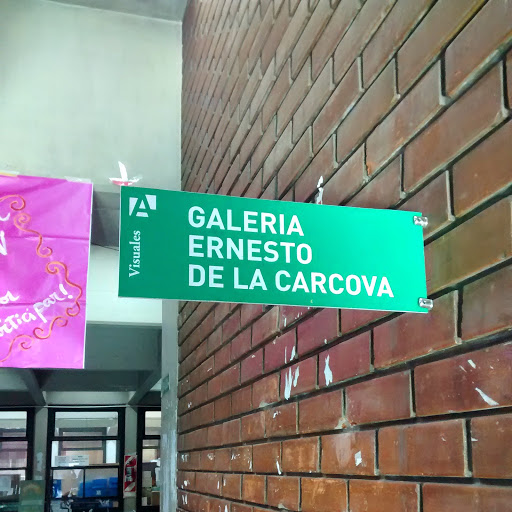 Visuales
GALERIA
ERNESTO
DE LA CARCOVA